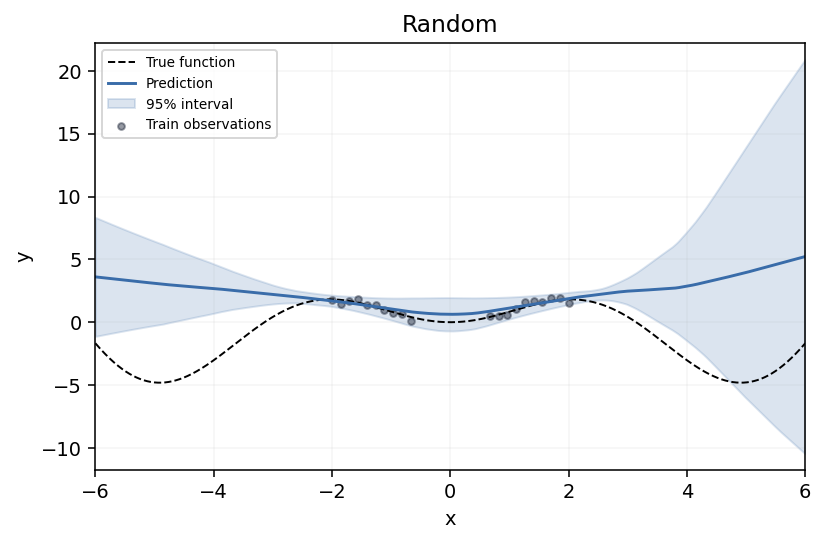 Random
True function
Prediction
95% interval
Train observations
20
15
10
5
0
−5
−10
y
−6 −4 −2 0 2 4 6
x